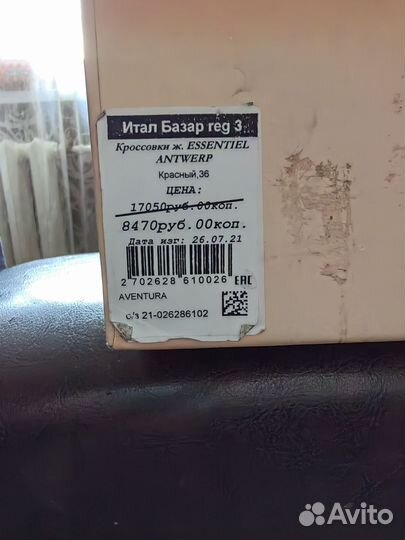 Итал Базар reg 3
Кроссовки ж. ESSENTIEL
ANTWERP
Красный,36
ЦЕНА:
17050руб.00коп.
8470руб.00коп.
Дата изг: 26.07.21
2 702628 610026
EAC
AVENTURA
с/з 21-026286102
Avito